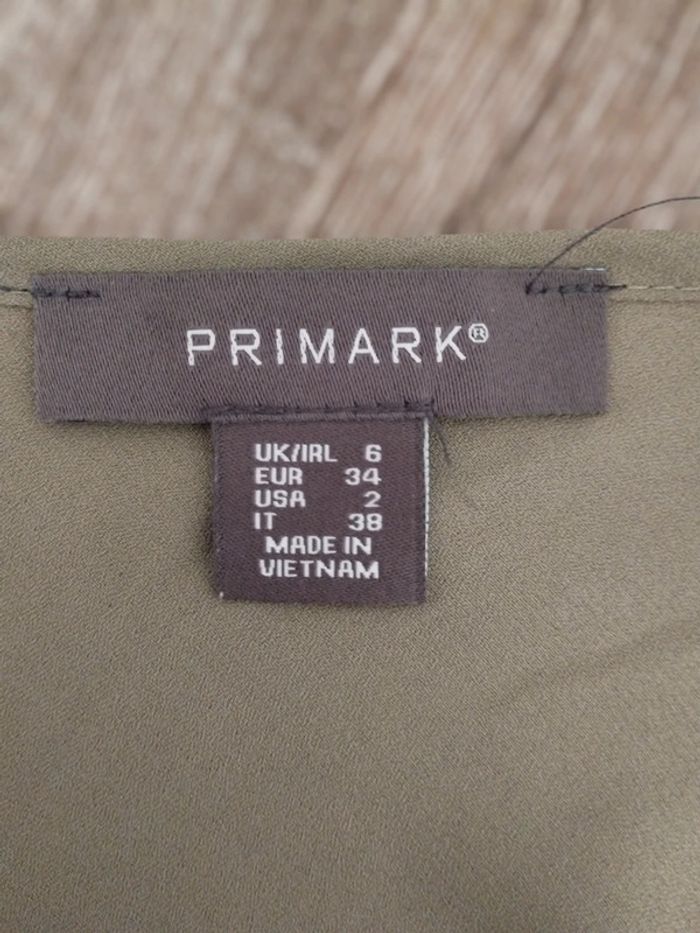 PRIMARK®
UK/IRL 6
EUR 34
USA 2
IT 38
MADE IN
VIETNAM